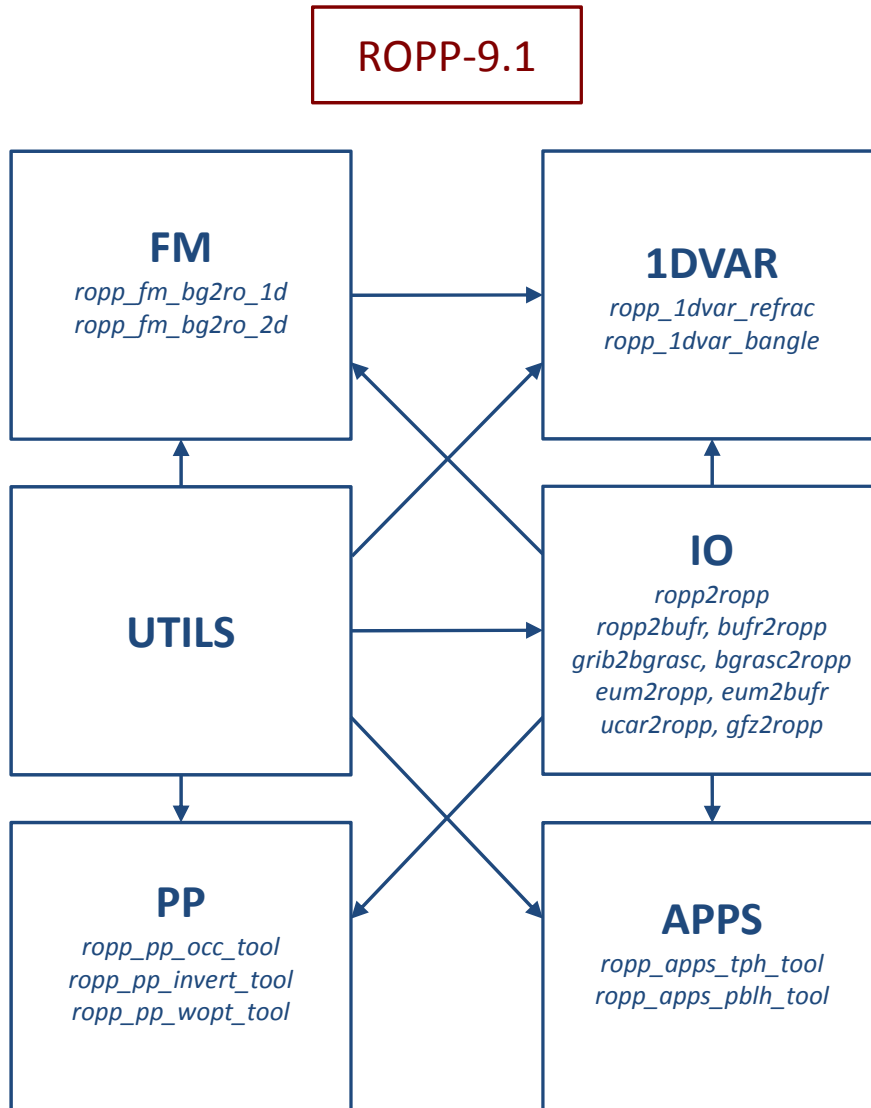 ROPP-9.1
FM
ropp_fm_bg2ro_1d
ropp_fm_bg2ro_2d
1DVAR
ropp_1dvar_refrac
ropp_1dvar_bangle
UTILS
IO
ropp2ropp
ropp2bufr, bufr2ropp
grib2bgrasc, bgrasc2ropp
eum2ropp, eum2bufr
ucar2ropp, gfz2ropp
PP
ropp_pp_occ_tool
ropp_pp_invert_tool
ropp_pp_wopt_tool
APPS
ropp_apps_tph_tool
ropp_apps_pblh_tool